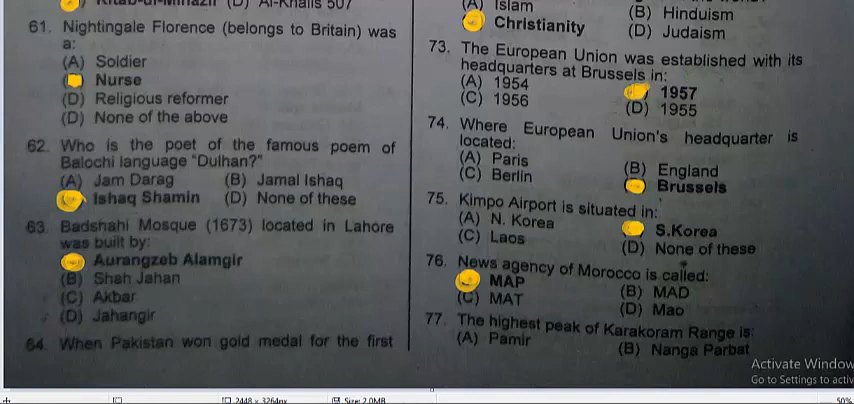 (D) Al-Khalis 507
61. Nightingale Florence (belongs to Britain) was
a:
(A) Soldier
Nurse
(D) Religious reformer
(D) None of the above
62. Who is the poet of the famous poem of
Balochi language "Dulhan?"
(A) Jam Darag (B) Jamal Ishaq
Ishaq Shamin (D) None of these
63. Badshahi Mosque (1673) located in Lahore
was built by:
Aurangzeb Alamgir
(B) Shah Jahan
(C) Akbar
(D) Jahangir
64. When Pakistan won gold medal for the first
(A) Islam (B) Hinduism
Christianity (D) Judaism
73. The European Union was established with its
headquarters at Brussels in:
(A) 1954 1957
(C) 1956 (D) 1955
74. Where European Union's headquarter is
located:
(A) Paris (B) England
(C) Berlin Brussels
75. Kimpo Airport is situated in:
(A) N. Korea S.Korea
(C) Laos (D) None of these
76. News agency of Morocco is called:
MAP (B) MAD
(C) MAT (D) Mao
77. The highest peak of Karakoram Range is:
(A) Pamir (B) Nanga Parbat
Activate Window
Go to Settings to activ
2448 × 3264px Size: 2.0MB 50%